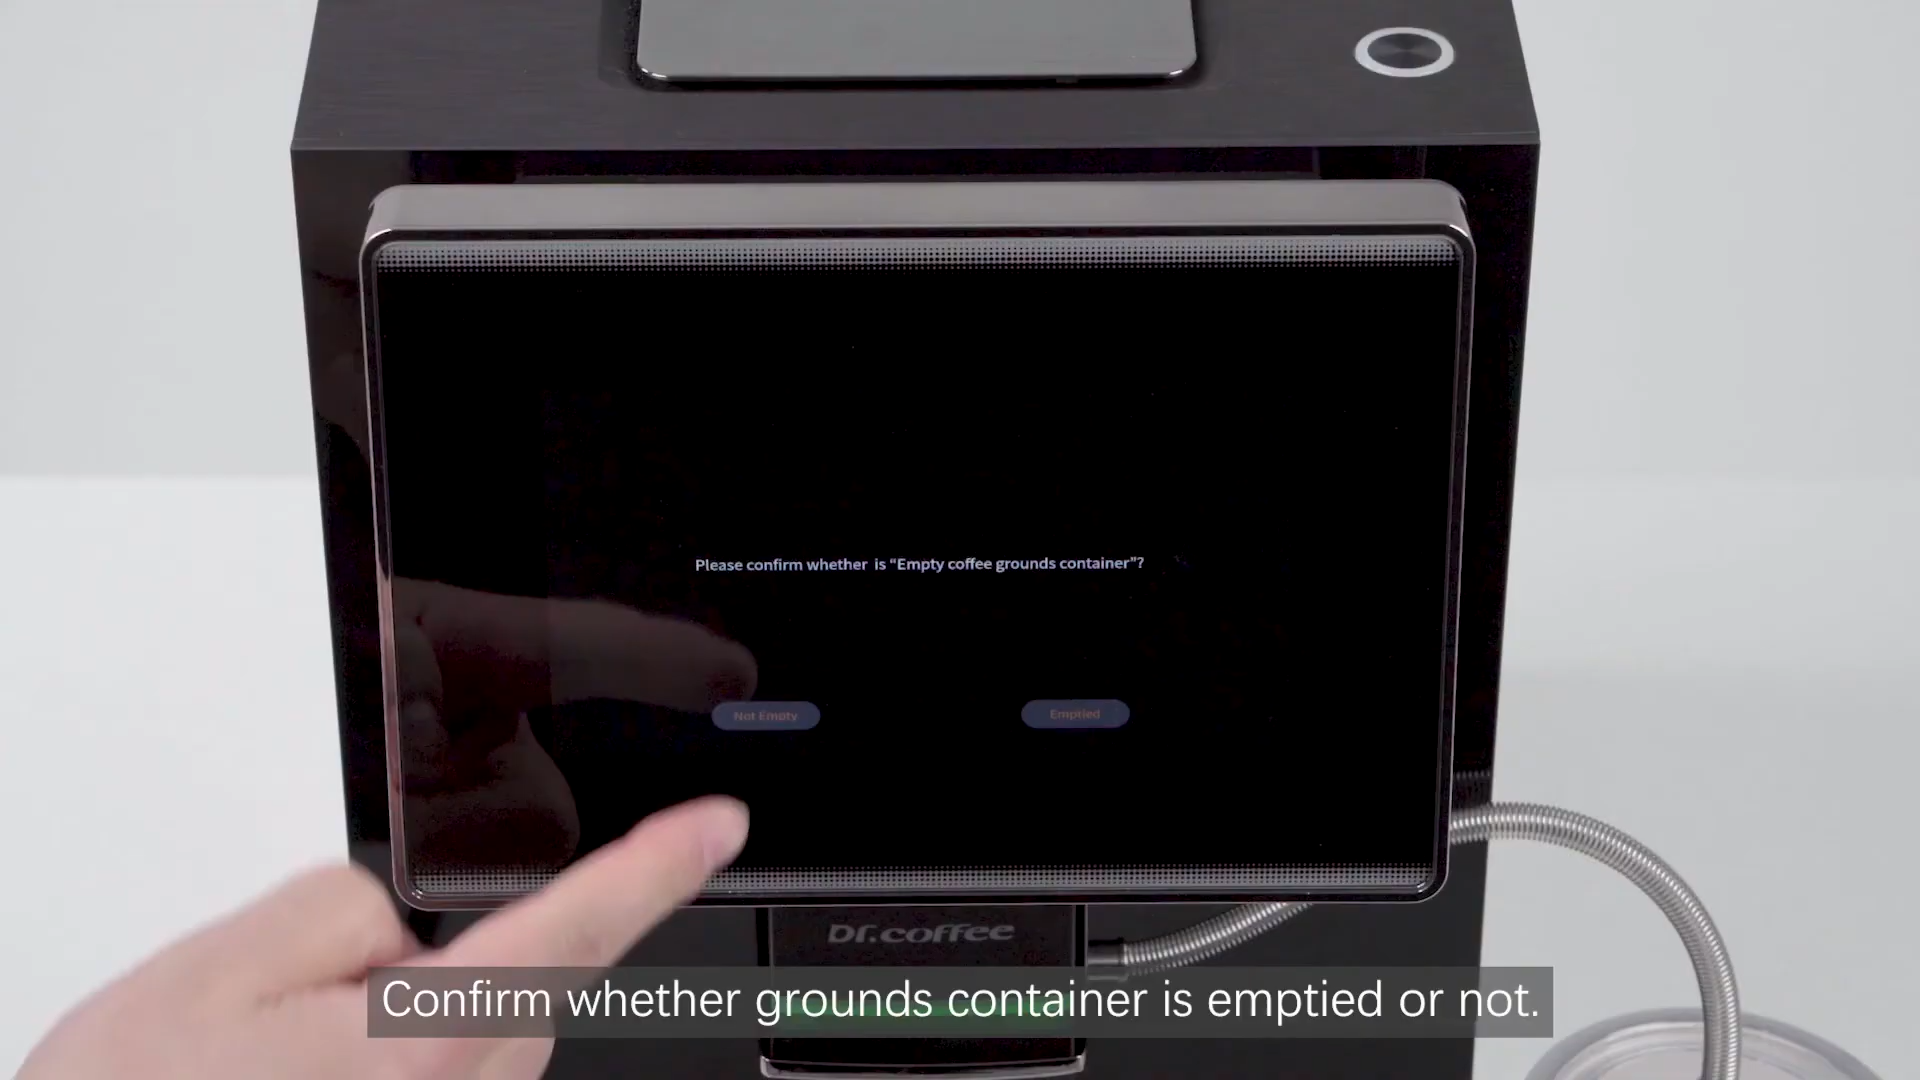 Please confirm whether is “Empty coffee grounds container”?
Not Empty
Emptied
Dr.coffee
Confirm whether grounds container is emptied or not.